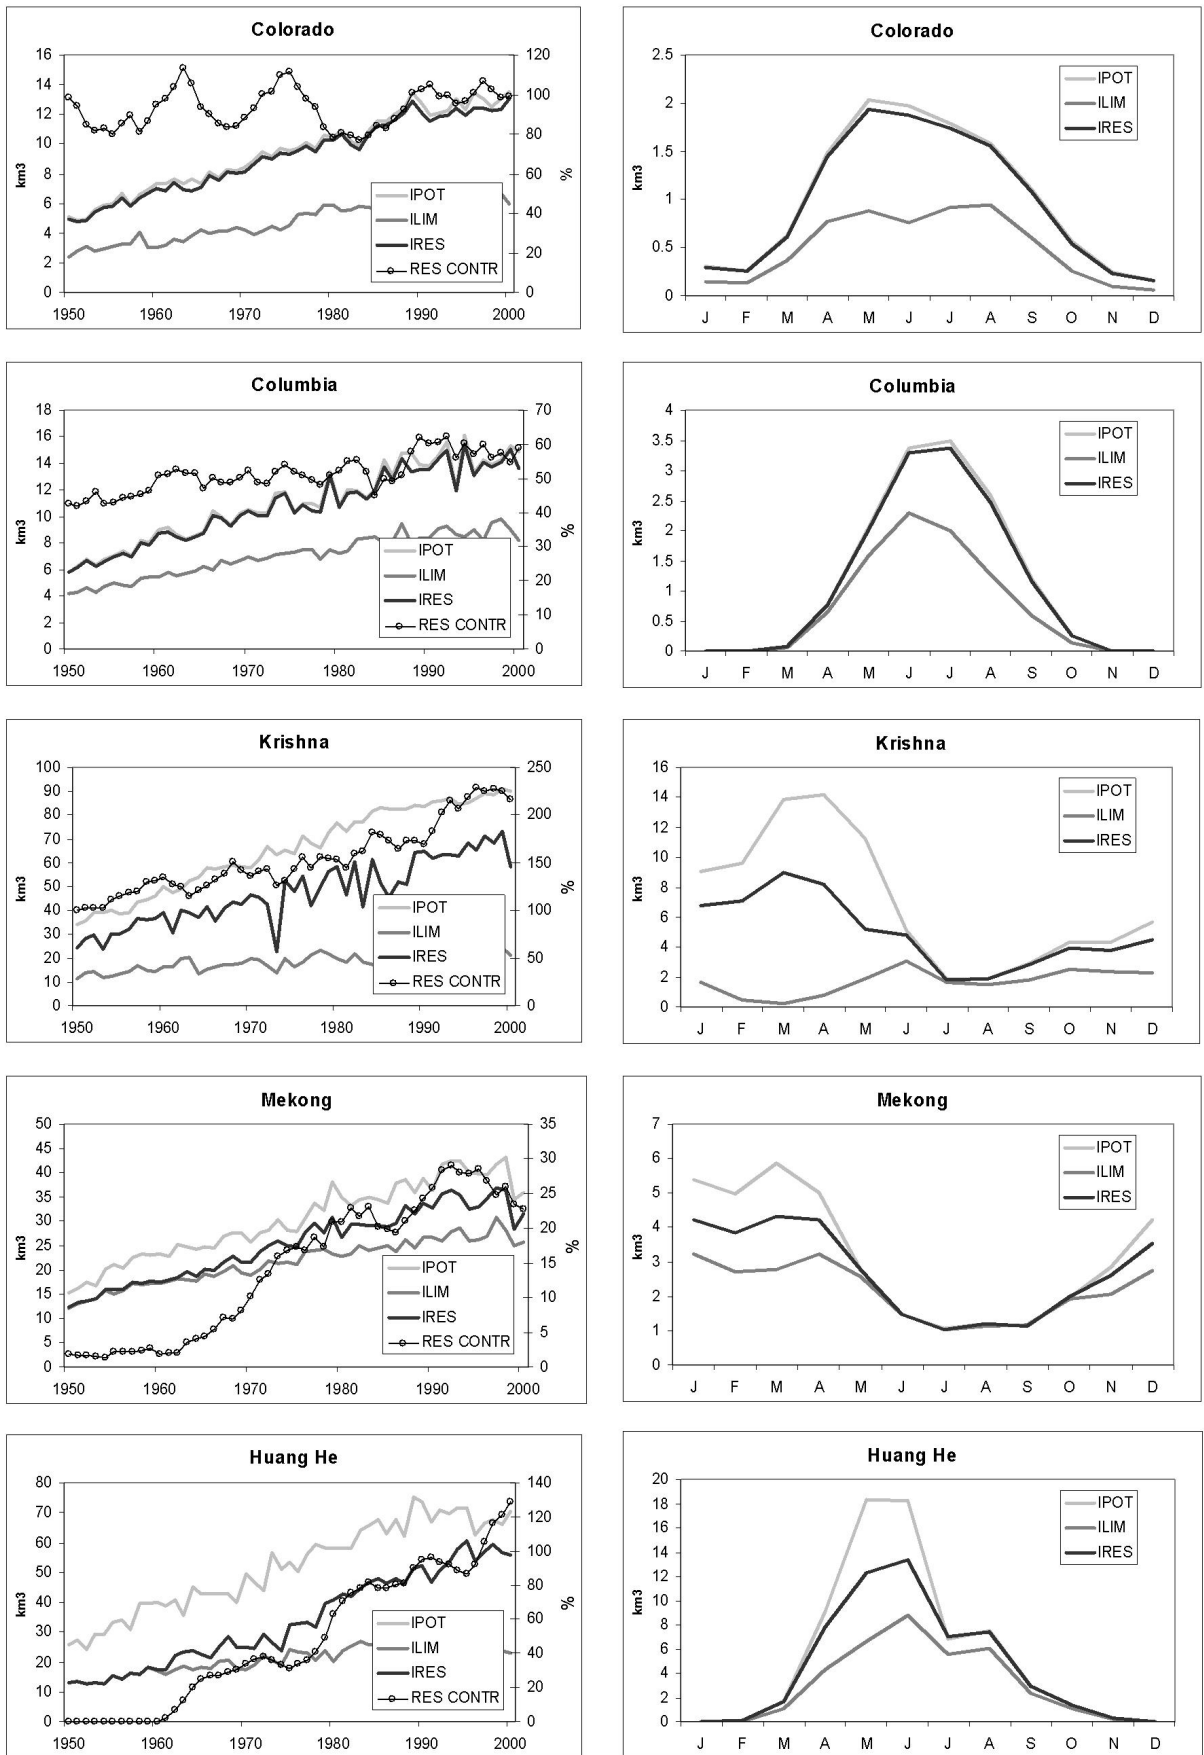 Colorado
16
14
12
10
8
6
4
2
0
km3
120
100
80
60
40
20
0
%
IPOT
ILIM
IRES
RES CONTR
1950 1960 1970 1980 1990 2000
Colorado
2.5
2
1.5
1
0.5
0
km3
IPOT
ILIM
IRES
J F M A M J J A S O N D
Columbia
18
16
14
12
10
8
6
4
2
0
km3
70
60
50
40
30
20
10
0
%
IPOT
ILIM
IRES
RES CONTR
1950 1960 1970 1980 1990 2000
Columbia
4
3.5
3
2.5
2
1.5
1
0.5
0
km3
IPOT
ILIM
IRES
J F M A M J J A S O N D
Krishna
100
90
80
70
60
50
40
30
20
10
0
km3
250
200
150
100
50
0
%
IPOT
ILIM
IRES
RES CONTR
1950 1960 1970 1980 1990 2000
Krishna
16
14
12
10
8
6
4
2
0
km3
IPOT
ILIM
IRES
J F M A M J J A S O N D
Mekong
50
45
40
35
30
25
20
15
10
5
0
km3
35
30
25
20
15
10
5
0
%
IPOT
ILIM
IRES
RES CONTR
1950 1960 1970 1980 1990 2000
Mekong
7
6
5
4
3
2
1
0
km3
IPOT
ILIM
IRES
J F M A M J J A S O N D
Huang He
80
70
60
50
40
30
20
10
0
km3
140
120
100
80
60
40
20
0
%
IPOT
ILIM
IRES
RES CONTR
1950 1960 1970 1980 1990 2000
Huang He
20
18
16
14
12
10
8
6
4
2
0
km3
IPOT
ILIM
IRES
J F M A M J J A S O N D